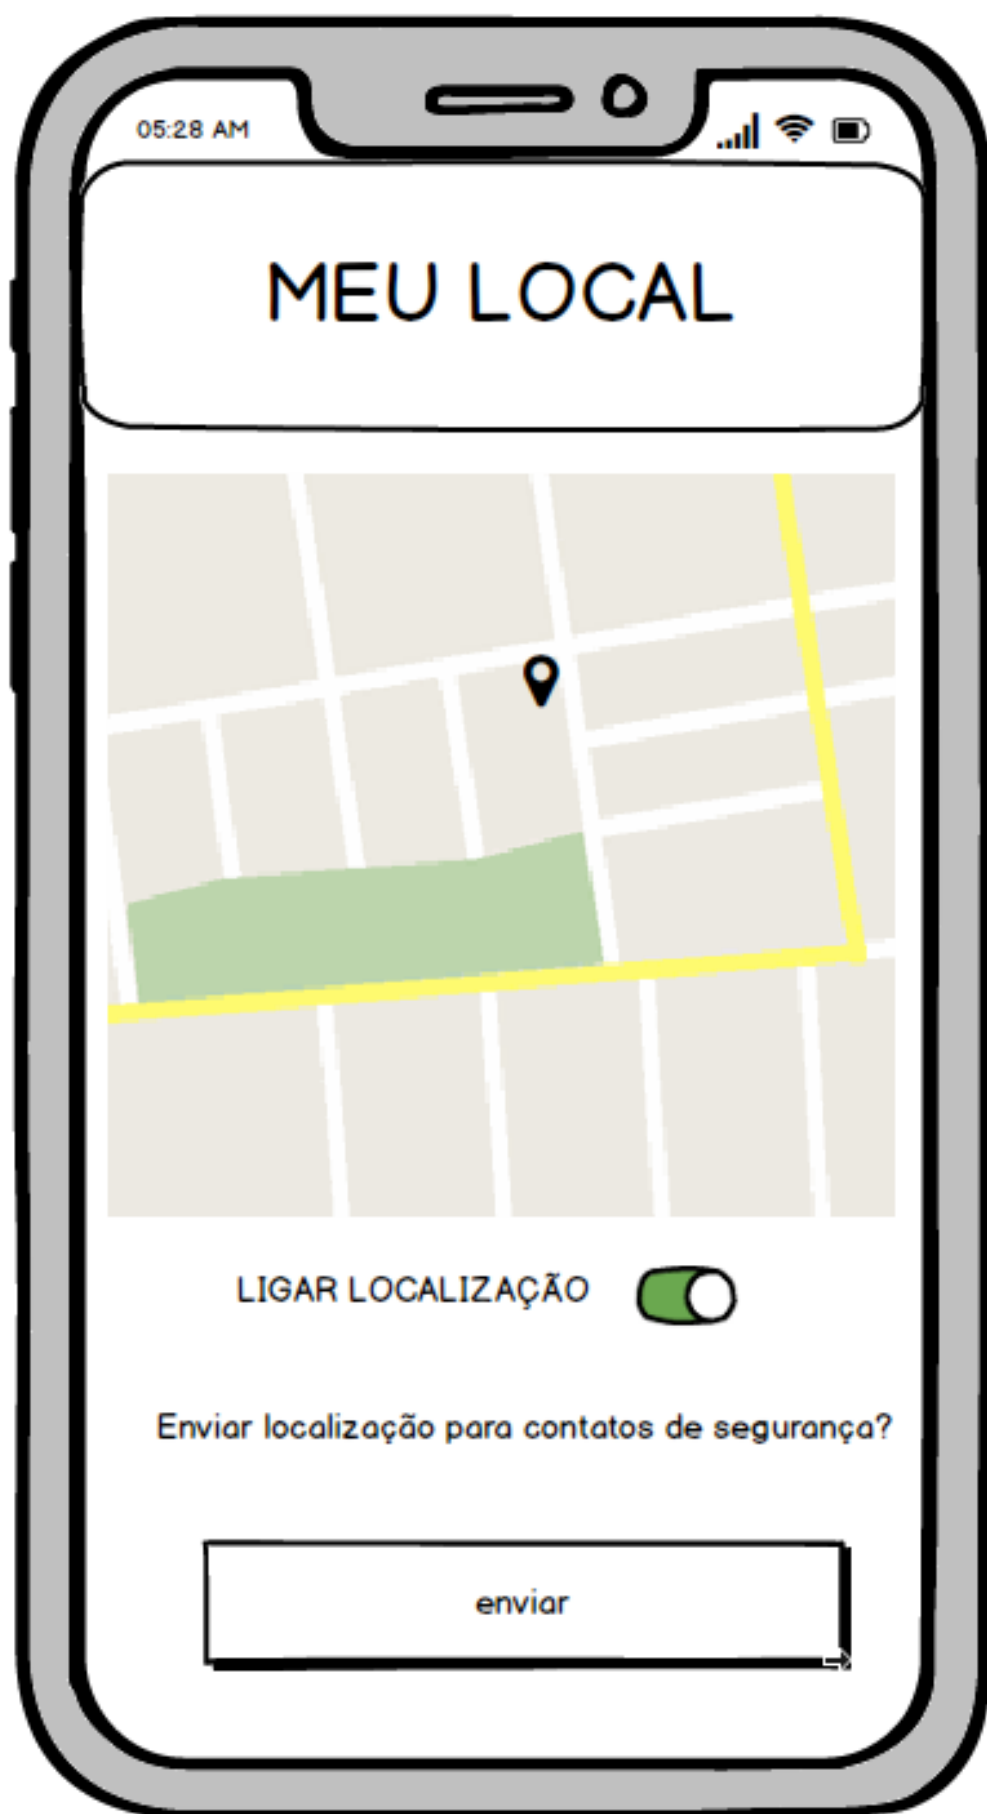 05:28 AM
MEU LOCAL
LIGAR LOCALIZAÇÃO
Enviar localização para contatos de segurança?
enviar